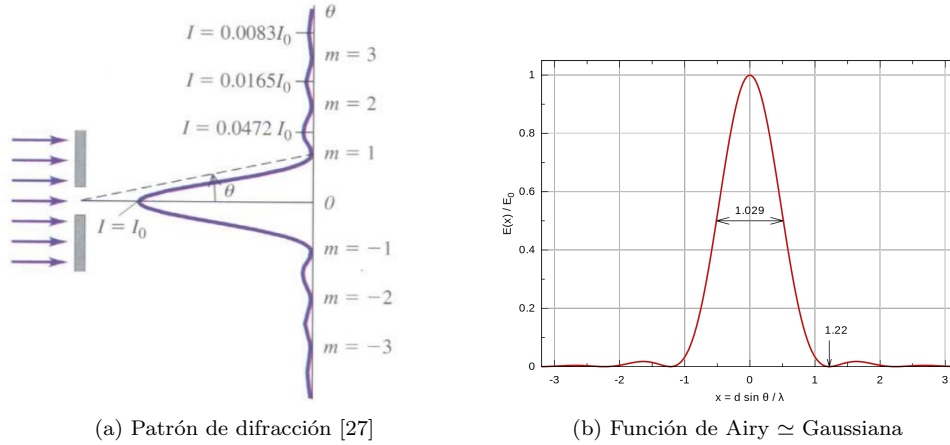 θ
I = 0.0083I₀
m = 3
I = 0.0165I₀
m = 2
I = 0.0472 I₀
m = 1
θ
0
I = I₀
m = −1
m = −2
m = −3
(a) Patrón de difracción [27]
1
0.8
0.6
0.4
0.2
0
E(x) / E₀
1.029
1.22
-3
-2
-1
0
1
2
3
x = d sin θ / λ
(b) Función de Airy ≃ Gaussiana